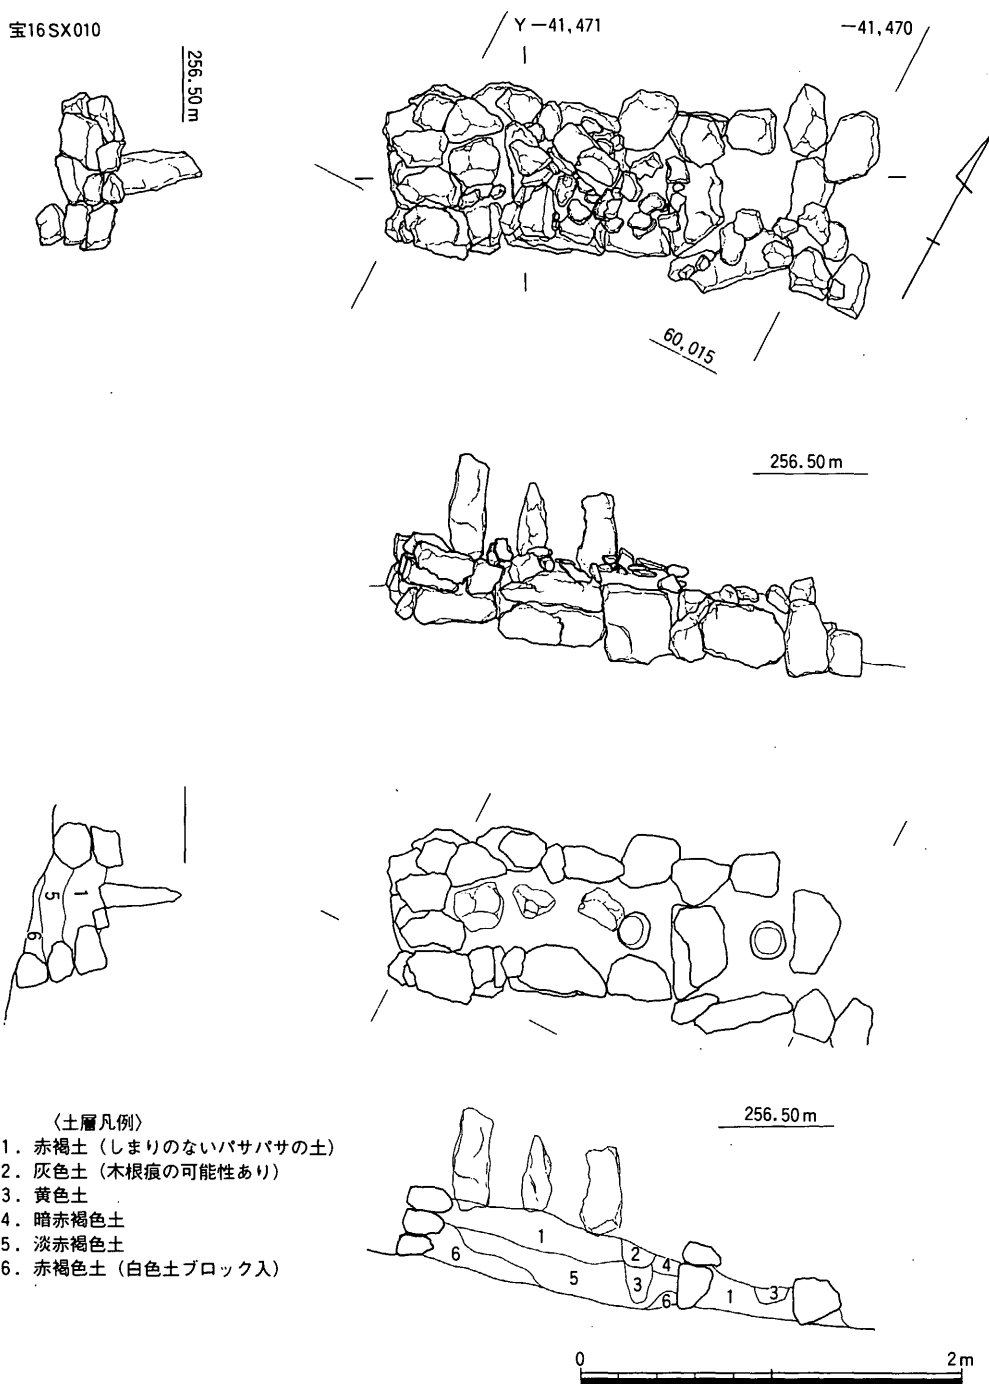 宝16SX010
256.50m
Y−41,471
−41,470
60,015
256.50m
1
5
6
〈土層凡例〉
1. 赤褐土(しまりのないパサパサの土)
2. 灰色土(木根痕の可能性あり)
3. 黄色土
4. 暗赤褐色土
5. 淡赤褐色土
6. 赤褐色土(白色土ブロック入)
256.50m
1
2
4
6
5
3
6
1
3
0 2m